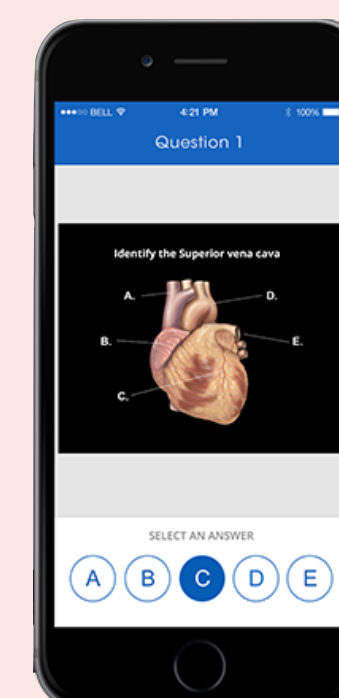 BELL 4:21 PM 100%
Question 1
Identify the Superior vena cava
A. D.
B. E.
C.
SELECT AN ANSWER
A B C D E